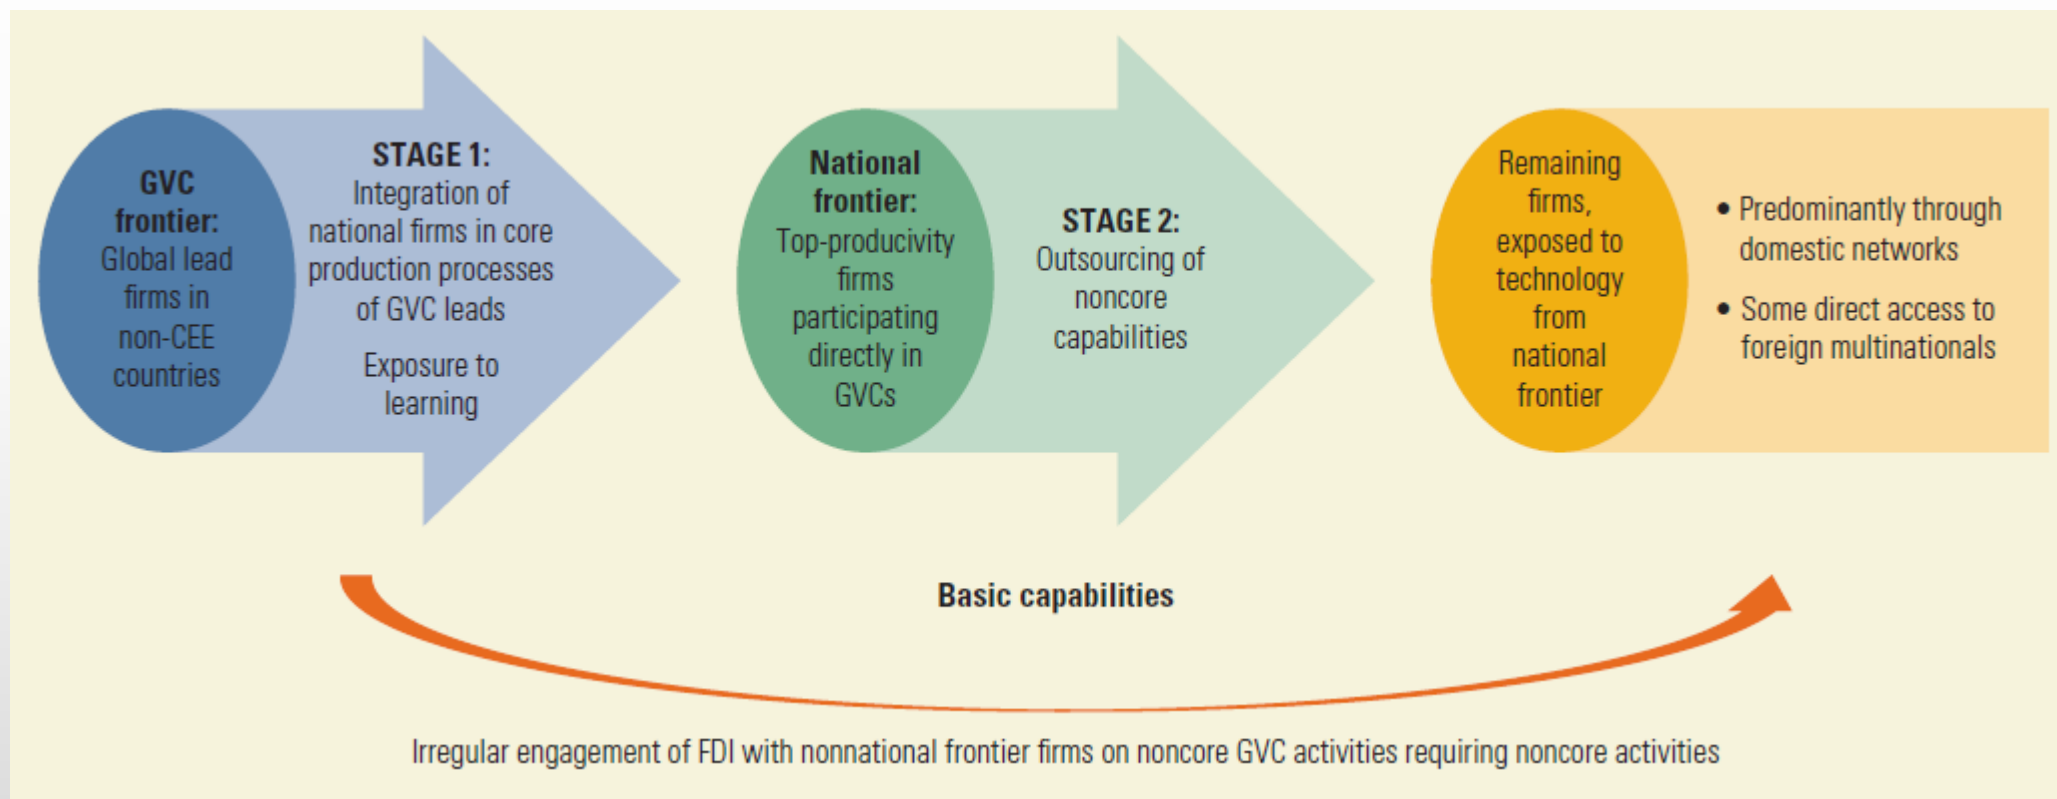 GVC
frontier:
Global lead
firms in
non-CEE
countries
STAGE 1:
Integration of
national firms in core
production processes
of GVC leads
Exposure to
learning
National
frontier:
Top-producivity
firms
participating
directly in
GVCs
STAGE 2:
Outsourcing of
noncore
capabilities
Remaining
firms,
exposed to
technology
from
national
frontier
• Predominantly through
domestic networks
• Some direct access to
foreign multinationals
Basic capabilities
Irregular engagement of FDI with nonnational frontier firms on noncore GVC activities requiring noncore activities